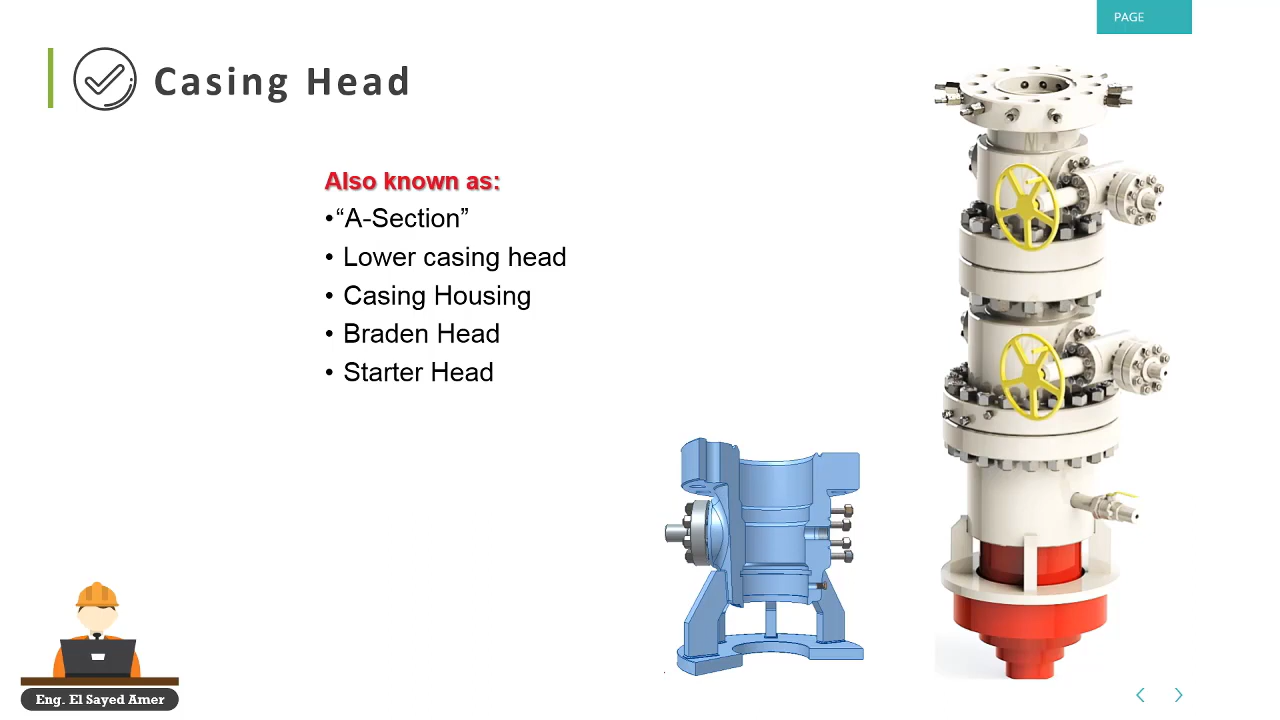 PAGE
Casing Head
Also known as:
•“A-Section”
• Lower casing head
• Casing Housing
• Braden Head
• Starter Head
Eng. El Sayed Amer